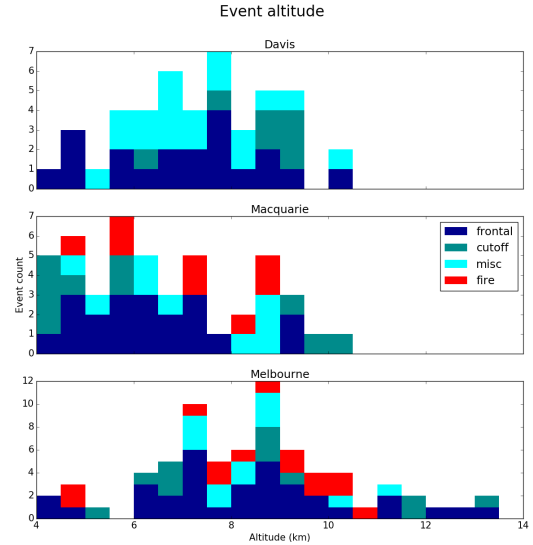 Event altitude
Davis
7
6
5
4
3
2
1
0
Macquarie
7
6
5
4
3
2
1
0
Event count
frontal
cutoff
misc
fire
Melbourne
12
10
8
6
4
2
0
4 6 8 10 12 14
Altitude (km)